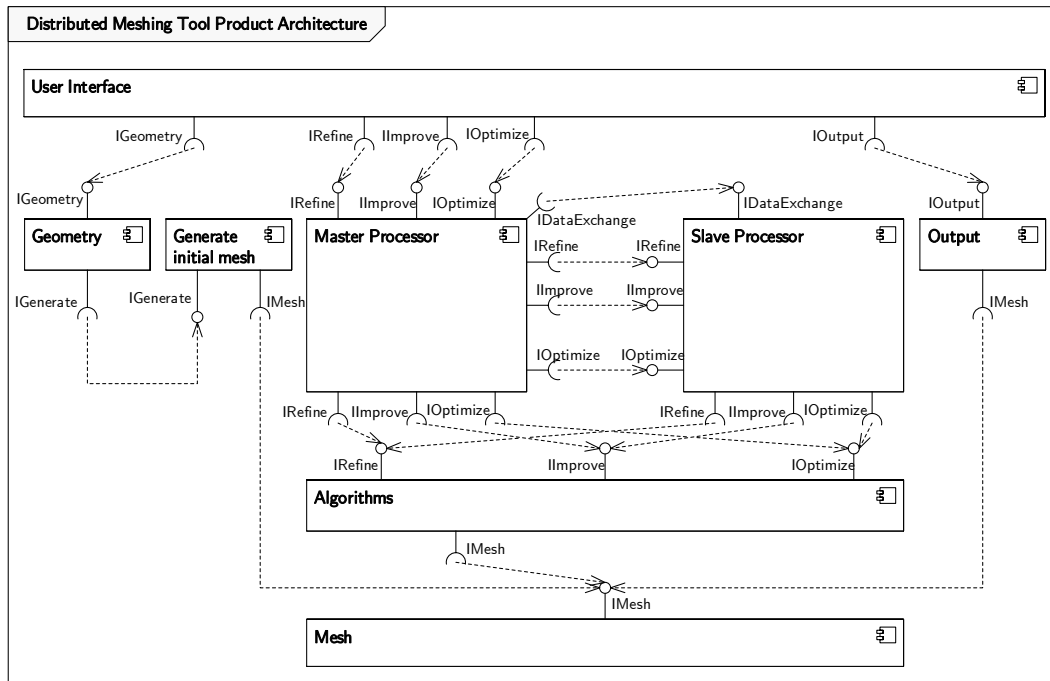 Distributed Meshing Tool Product Architecture
User Interface
IGeometry
IRefine
IImprove
IOptimize
IOutput
IGeometry
IRefine
IImprove
IOptimize
IDataExchange
IDataExchange
IOutput
Geometry
Generate
initial mesh
Master Processor
Slave Processor
Output
IRefine
IRefine
IGenerate
IGenerate
IMesh
IImprove
IImprove
IMesh
IOptimize
IOptimize
IRefine
IImprove
IOptimize
IRefine
IImprove
IOptimize
IRefine
IImprove
IOptimize
Algorithms
IMesh
IMesh
Mesh